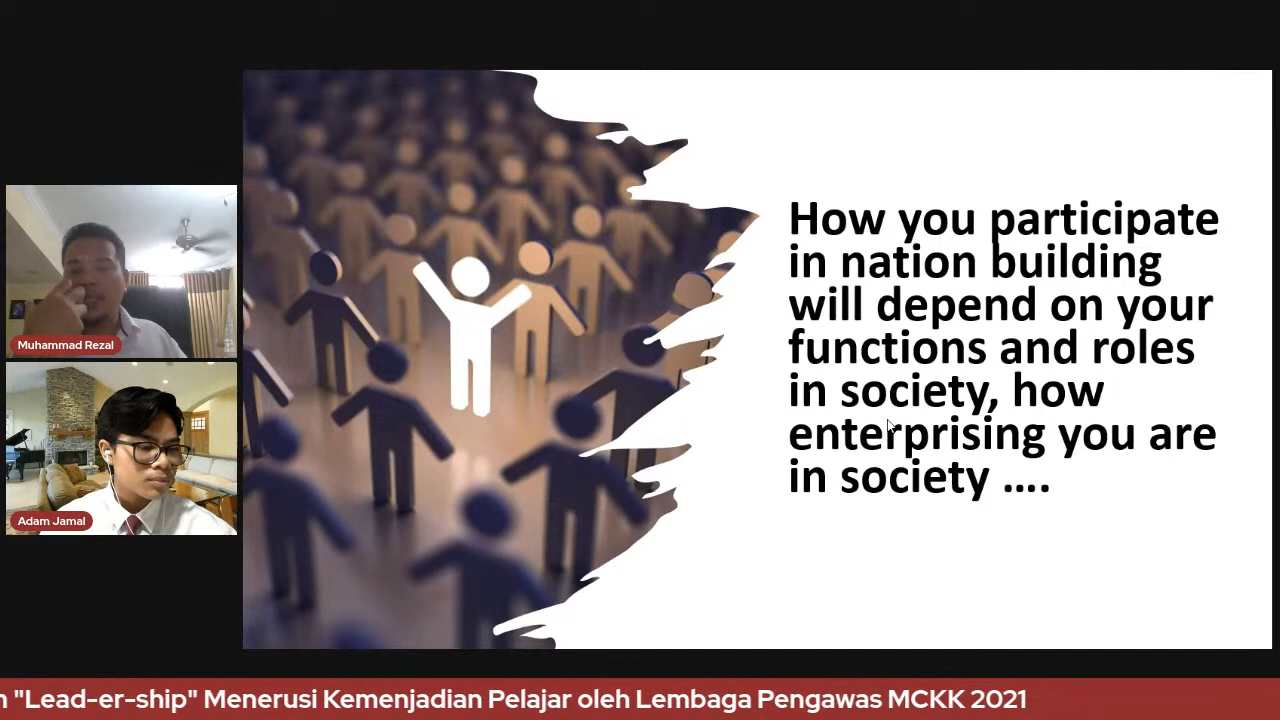 How you participate
in nation building
will depend on your
functions and roles
in society, how
enterprising you are
in society ....
Muhammad Rezal
Adam Jamal
"Lead-er-ship" Menerusi Kemenjadian Pelajar oleh Lembaga Pengawas MCKK 2021